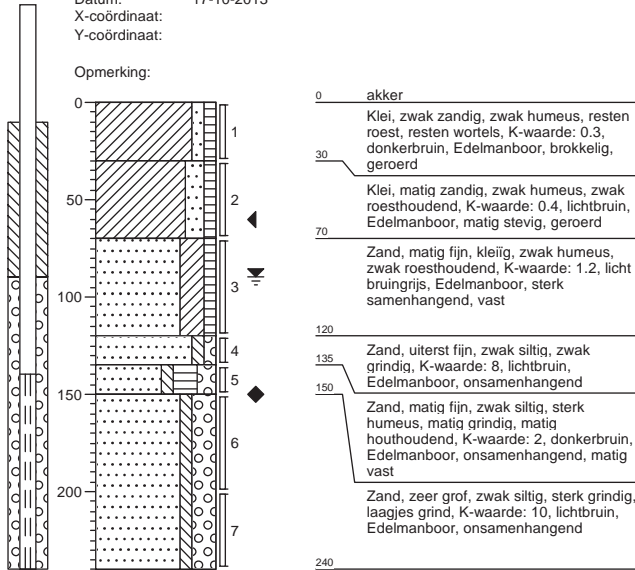 Datum: 17-10-2013
X-coördinaat:
Y-coördinaat:
Opmerking:
0
50
100
150
200
1
2
3
4
5
6
7
0 akker
Klei, zwak zandig, zwak humeus, resten
roest, resten wortels, K-waarde: 0.3,
donkerbruin, Edelmanboor, brokkelig,
geroerd
30
Klei, matig zandig, zwak humeus, zwak
roesthoudend, K-waarde: 0.4, lichtbruin,
Edelmanboor, matig stevig, geroerd
70
Zand, matig fijn, kleiïg, zwak humeus,
zwak roesthoudend, K-waarde: 1.2, licht
bruingrijs, Edelmanboor, sterk
samenhangend, vast
120
Zand, uiterst fijn, zwak siltig, zwak
grindig, K-waarde: 8, lichtbruin,
Edelmanboor, onsamenhangend
135
150
Zand, matig fijn, zwak siltig, sterk
humeus, matig grindig, matig
houthoudend, K-waarde: 2, donkerbruin,
Edelmanboor, onsamenhangend, matig
vast
Zand, zeer grof, zwak siltig, sterk grindig,
laagjes grind, K-waarde: 10, lichtbruin,
Edelmanboor, onsamenhangend
240